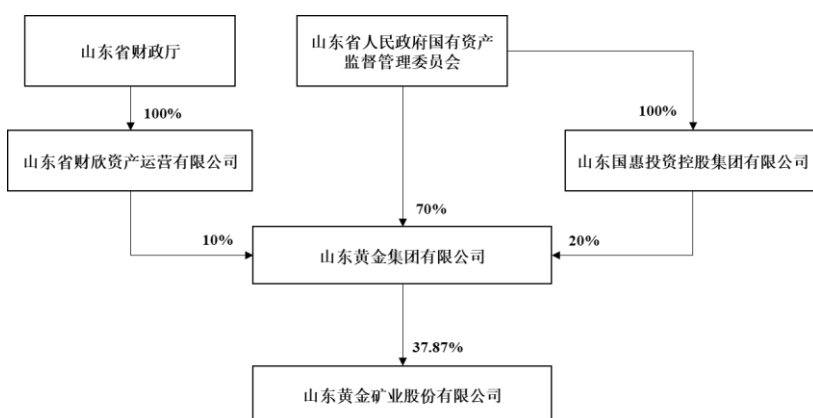 山东省财政厅
山东省人民政府国有资产
监督管理委员会
100%
100%
山东省财欣资产运营有限公司
山东国惠投资控股集团有限公司
70%
10%
20%
山东黄金集团有限公司
37.87%
山东黄金矿业股份有限公司